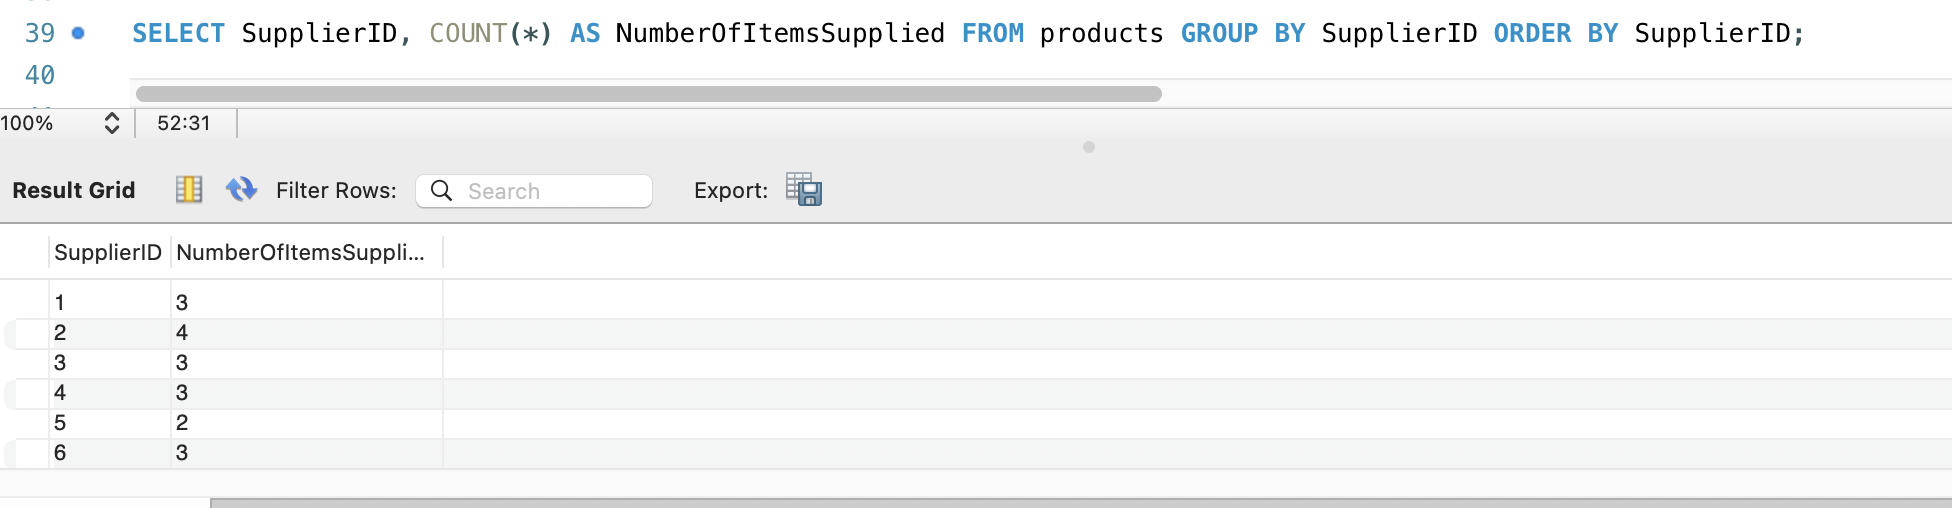 39 SELECT SupplierID, COUNT(*) AS NumberOfItemsSupplied FROM products GROUP BY SupplierID ORDER BY SupplierID;
40
100% 52:31
Result Grid Filter Rows: Search Export:
SupplierID NumberOfItemsSuppli...
1 3
2 4
3 3
4 3
5 2
6 3